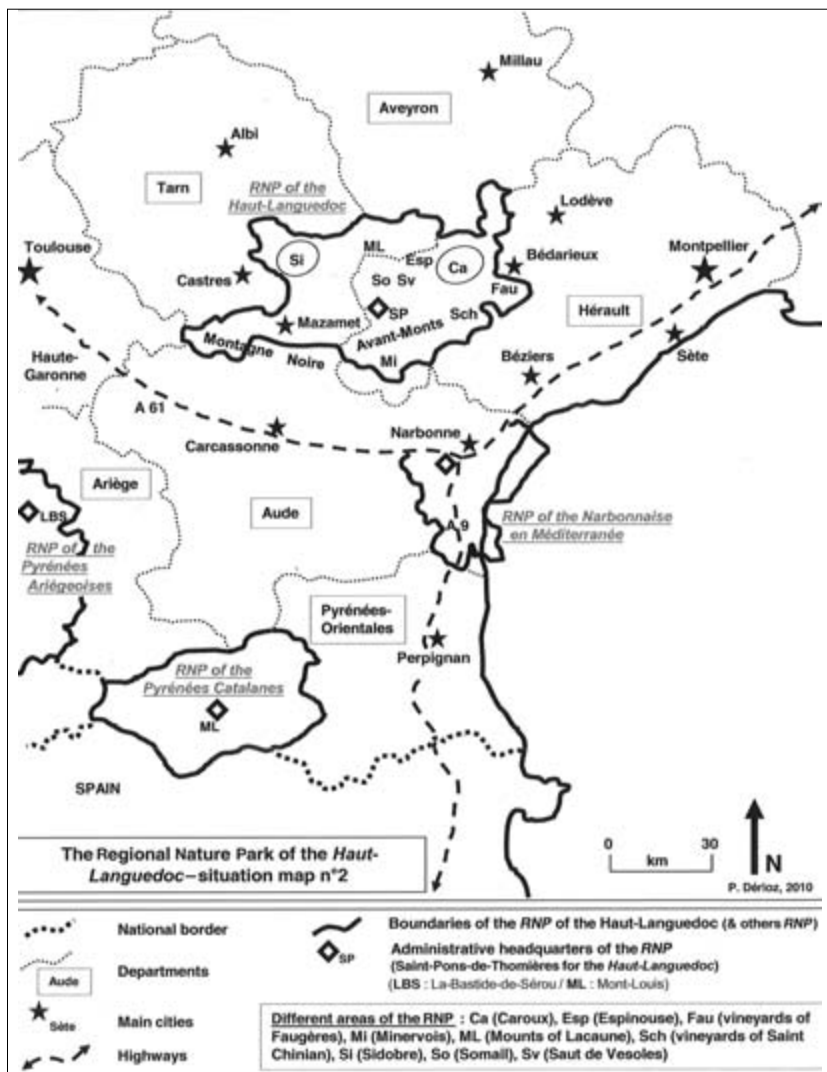 Millau
Aveyron
Albi
Tarn
RNP of the
Haut-Languedoc
Lodève
Toulouse
ML
Montpellier
Si
Esp
Ca
Bédarieux
Castres
So Sv
Fau
SP
Sch
Hérault
Mazamet
Avant-Monts
Montagne
Noire
Mi
Sète
Haute-
Garonne
Béziers
A 61
Carcassonne
Narbonne
Ariège
Aude
LBS
A 9
RNP of the Narbonnaise
en Méditerranée
RNP of the
Pyrénées
Ariégeoises
Pyrénées-
Orientales
Perpignan
RNP of the
Pyrénées Catalanes
ML
SPAIN
The Regional Nature Park of the Haut-
Languedoc–situation map n°2
0 30
km
N
P. Dérioz, 2010
National border
Boundaries of the RNP of the Haut-Languedoc (& others RNP)
Departments
Aude
SP
Administrative headquarters of the RNP
(Saint-Pons-de-Thomières for the Haut-Languedoc)
(LBS : La-Bastide-de-Sérou / ML : Mont-Louis)
Sète
Main cities
Highways
Different areas of the RNP : Ca (Caroux), Esp (Espinouse), Fau (vineyards of
Faugères), Mi (Minervois), ML (Mounts of Lacaune), Sch (vineyards of Saint
Chinian), Si (Sidobre), So (Somail), Sv (Saut de Vesoles)